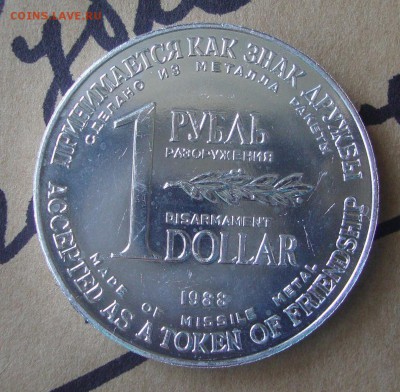 COINS.LAVE.RU
ПРИНИМАЕТСЯ КАК ЗНАК ДРУЖБЫ
СДЕЛАНО ИЗ МЕТАЛЛА РАКЕТЫ
1
РУБЛЬ
РАЗОРУЖЕНИЯ
DISARMAMENT
DOLLAR
1988
MADE OF MISSILE METAL
ACCEPTED AS A TOKEN OF FRIENDSHIP